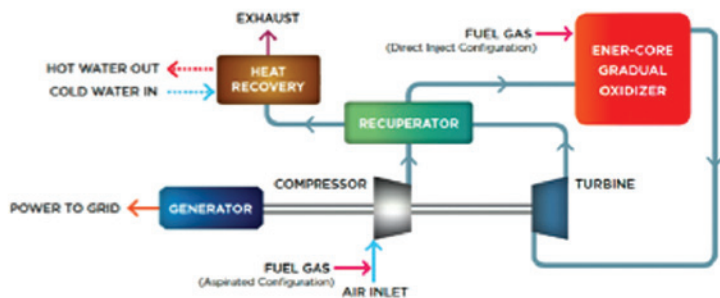 EXHAUST
FUEL GAS
(Direct Inject Configuration)
ENER-CORE
GRADUAL
OXIDIZER
HOT WATER OUT
COLD WATER IN
HEAT
RECOVERY
RECUPERATOR
COMPRESSOR
TURBINE
POWER TO GRID
GENERATOR
FUEL GAS
(Aspirated Configuration)
AIR INLET